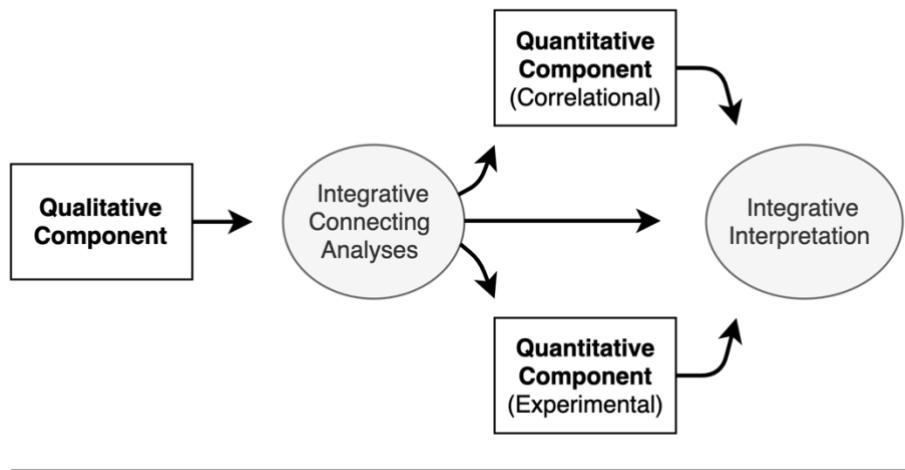 Qualitative
Component
Integrative
Connecting
Analyses
Quantitative
Component
(Correlational)
Quantitative
Component
(Experimental)
Integrative
Interpretation